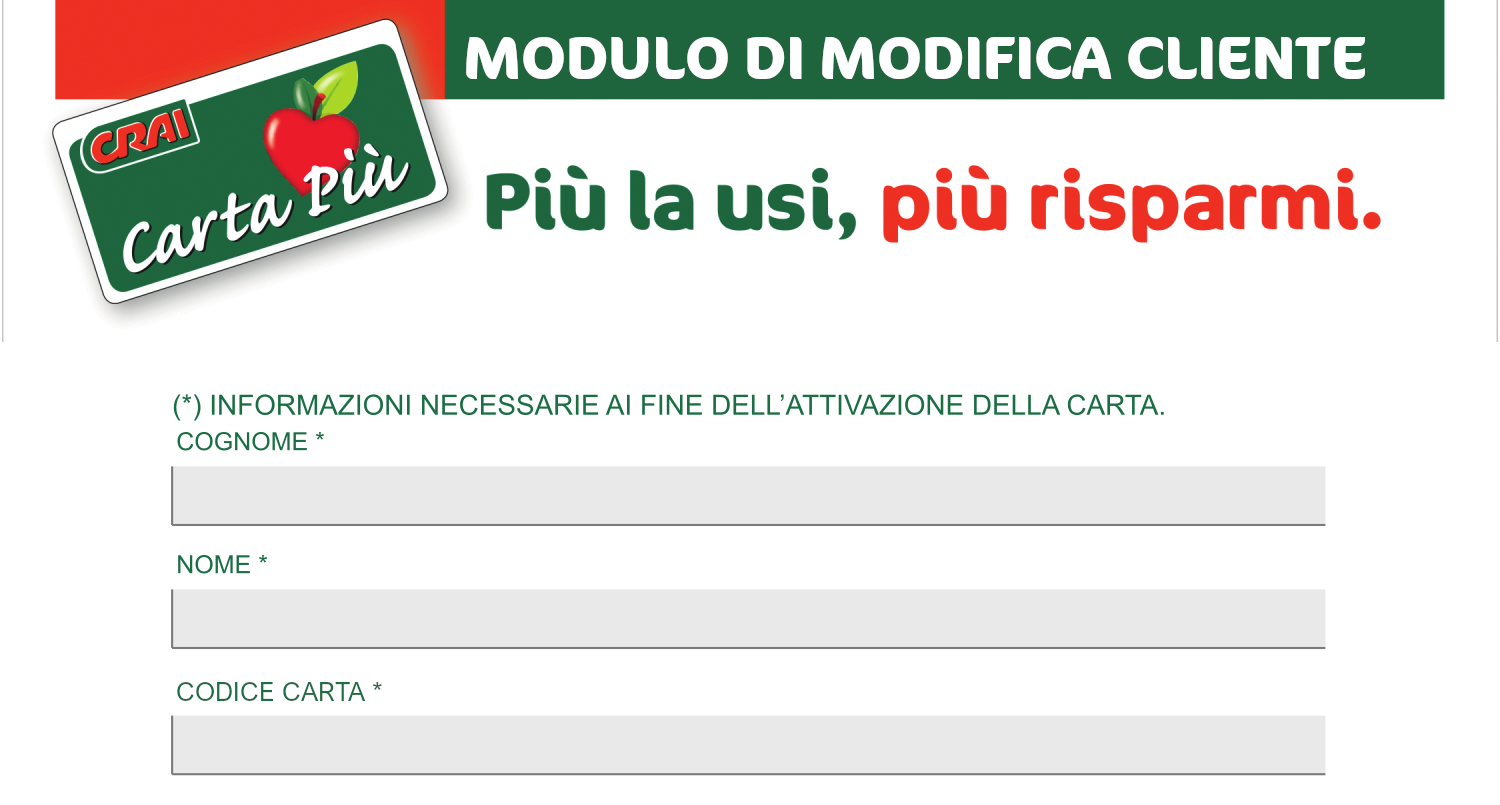 MODULO DI MODIFICA CLIENTE
CRAI
Carta Più
Più la usi, più risparmi.
(*) INFORMAZIONI NECESSARIE AI FINE DELL’ATTIVAZIONE DELLA CARTA.
COGNOME *
NOME *
CODICE CARTA *